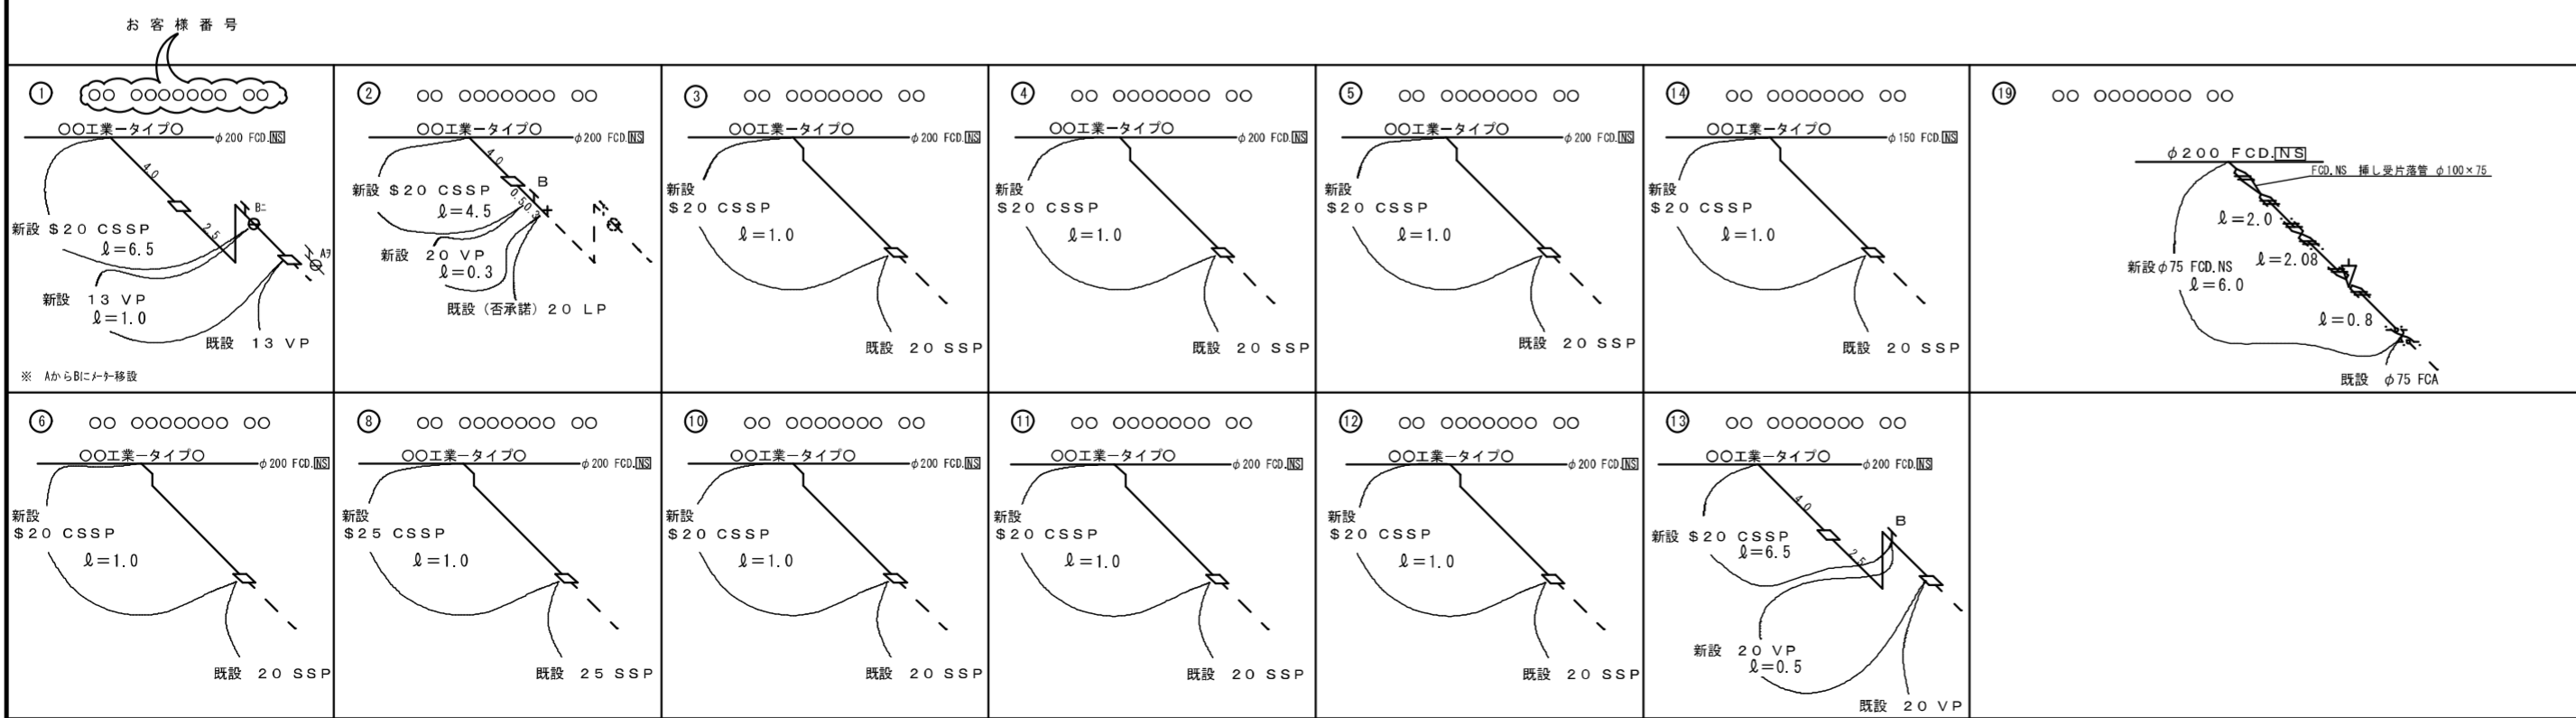 お客様番号
① ○○ ○○○○○○○ ○○
○○工業ータイプ○
φ200 FCD.NS
4.0
Bﾆ
2.5
Aｦ
新設 $20 CSSP
ℓ=6.5
新設 13 VP
ℓ=1.0
既設 13 VP
※ AからBにﾒｰﾀｰ移設
② ○○ ○○○○○○○ ○○
○○工業ータイプ○
φ200 FCD.NS
4.0
B
新設 $20 CSSP
0.5
0.3
ℓ=4.5
新設 20 VP
ℓ=0.3
既設(否承諾)20 LP
③ ○○ ○○○○○○○ ○○
○○工業ータイプ○
φ200 FCD.NS
新設
$20 CSSP
ℓ=1.0
既設 20 SSP
④ ○○ ○○○○○○○ ○○
○○工業ータイプ○
φ200 FCD.NS
新設
$20 CSSP
ℓ=1.0
既設 20 SSP
⑤ ○○ ○○○○○○○ ○○
○○工業ータイプ○
φ200 FCD.NS
新設
$20 CSSP
ℓ=1.0
既設 20 SSP
⑭ ○○ ○○○○○○○ ○○
○○工業ータイプ○
φ150 FCD.NS
新設
$20 CSSP
ℓ=1.0
既設 20 SSP
⑲ ○○ ○○○○○○○ ○○
φ200 FCD.NS
FCD.NS 挿し受片落管 φ100×75
ℓ=2.0
ℓ=2.08
新設φ75 FCD.NS
ℓ=6.0
ℓ=0.8
既設 φ75 FCA
⑥ ○○ ○○○○○○○ ○○
○○工業ータイプ○
φ200 FCD.NS
新設
$20 CSSP
ℓ=1.0
既設 20 SSP
⑧ ○○ ○○○○○○○ ○○
○○工業ータイプ○
φ200 FCD.NS
新設
$25 CSSP
ℓ=1.0
既設 25 SSP
⑩ ○○ ○○○○○○○ ○○
○○工業ータイプ○
φ200 FCD.NS
新設
$20 CSSP
ℓ=1.0
既設 20 SSP
⑪ ○○ ○○○○○○○ ○○
○○工業ータイプ○
φ200 FCD.NS
新設
$20 CSSP
ℓ=1.0
既設 20 SSP
⑫ ○○ ○○○○○○○ ○○
○○工業ータイプ○
φ200 FCD.NS
新設
$20 CSSP
ℓ=1.0
既設 20 SSP
⑬ ○○ ○○○○○○○ ○○
○○工業ータイプ○
φ200 FCD.NS
4.0
B
新設 $20 CSSP
ℓ=6.5
2.5
新設 20 VP
ℓ=0.5
既設 20 VP